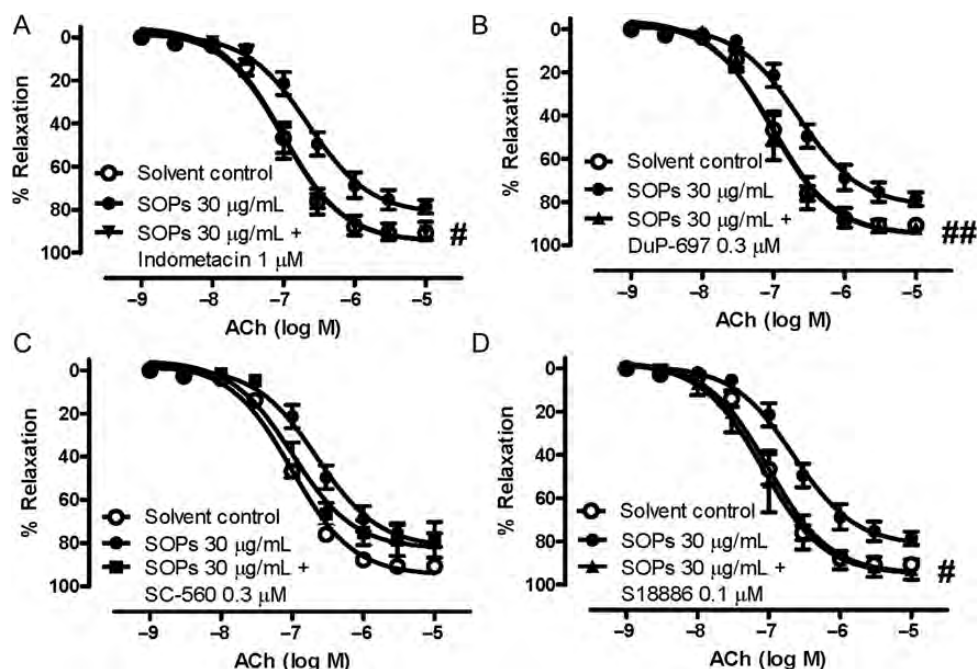 A
0
20
40
60
80
100
% Relaxation
Solvent control
SOPs 30 μg/mL
SOPs 30 μg/mL +
Indometacin 1 μM
#
–9 –8 –7 –6 –5
ACh (log M)
B
0
20
40
60
80
100
% Relaxation
Solvent control
SOPs 30 μg/mL
SOPs 30 μg/mL +
DuP-697 0.3 μM
##
–9 –8 –7 –6 –5
ACh (log M)
C
0
20
40
60
80
100
% Relaxation
Solvent control
SOPs 30 μg/mL
SOPs 30 μg/mL +
SC-560 0.3 μM
–9 –8 –7 –6 –5
ACh (log M)
D
0
20
40
60
80
100
% Relaxation
Solvent control
SOPs 30 μg/mL
SOPs 30 μg/mL +
S18886 0.1 μM
#
–9 –8 –7 –6 –5
ACh (log M)